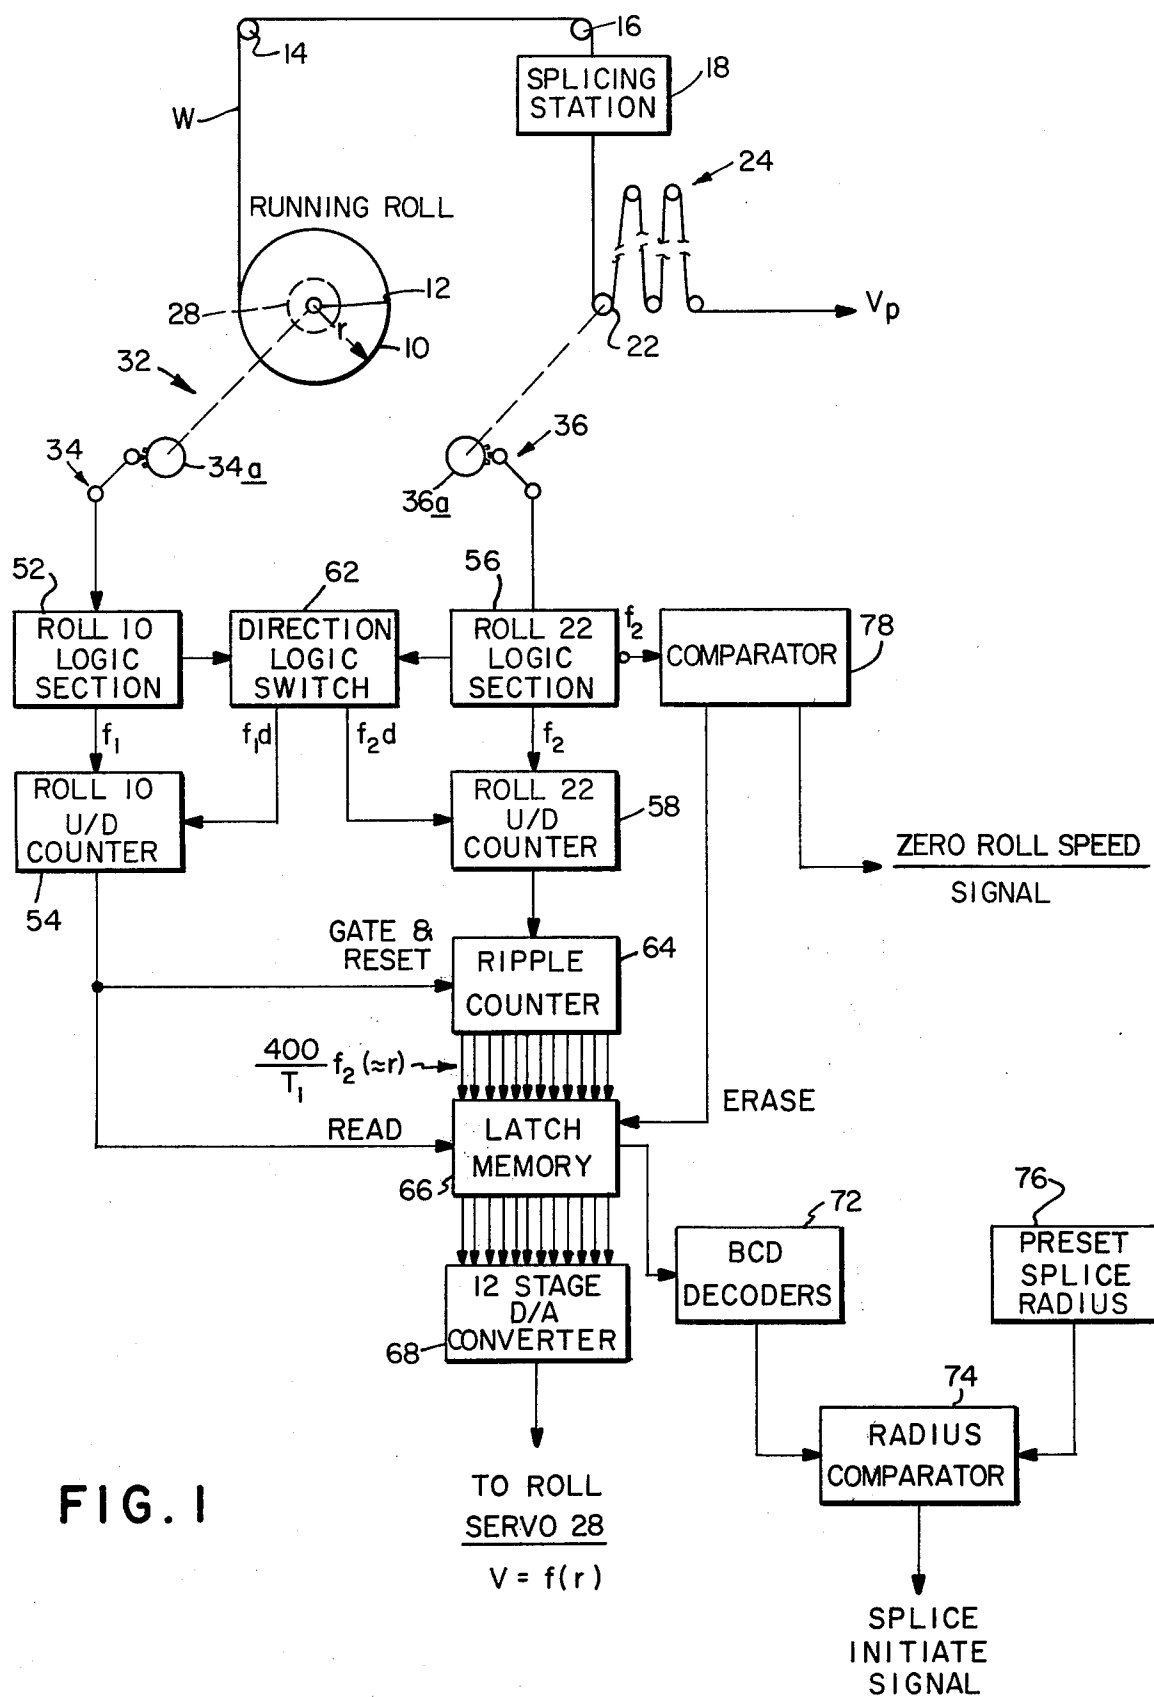 14
16
SPLICING
STATION
18
W
24
RUNNING ROLL
28
12
r
10
22
Vp
32
34
34a
36
36a
52
62
56
78
ROLL 10
LOGIC
SECTION
DIRECTION
LOGIC
SWITCH
ROLL 22
LOGIC
SECTION
f2
COMPARATOR
f1
f1d
f2d
f2
ROLL 10
U/D
COUNTER
54
ROLL 22
U/D
COUNTER
58
ZERO ROLL SPEED
SIGNAL
GATE &
RESET
RIPPLE
COUNTER
64
400
T1
f2 (≈r)
ERASE
READ
LATCH
MEMORY
66
72
76
BCD
DECODERS
PRESET
SPLICE
RADIUS
12 STAGE
D/A
CONVERTER
68
74
RADIUS
COMPARATOR
FIG. 1
TO ROLL
SERVO 28
V = f(r)
SPLICE
INITIATE
SIGNAL